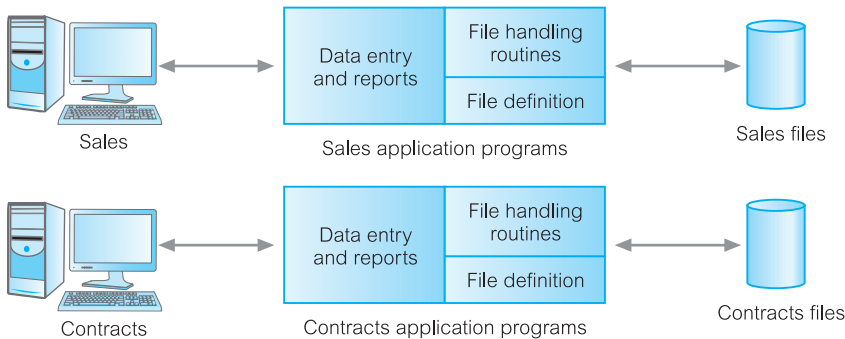 Sales
Data entry
and reports
File handling
routines
File definition
Sales application programs
Sales files
Contracts
Data entry
and reports
File handling
routines
File definition
Contracts application programs
Contracts files